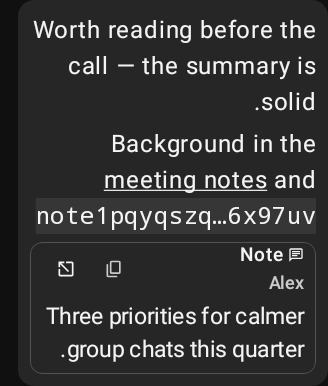 Worth reading before the
call — the summary is
.solid
Background in the
meeting notes and
note1pqyqszq…6x97uv
Note
Alex
Three priorities for calmer
.group chats this quarter